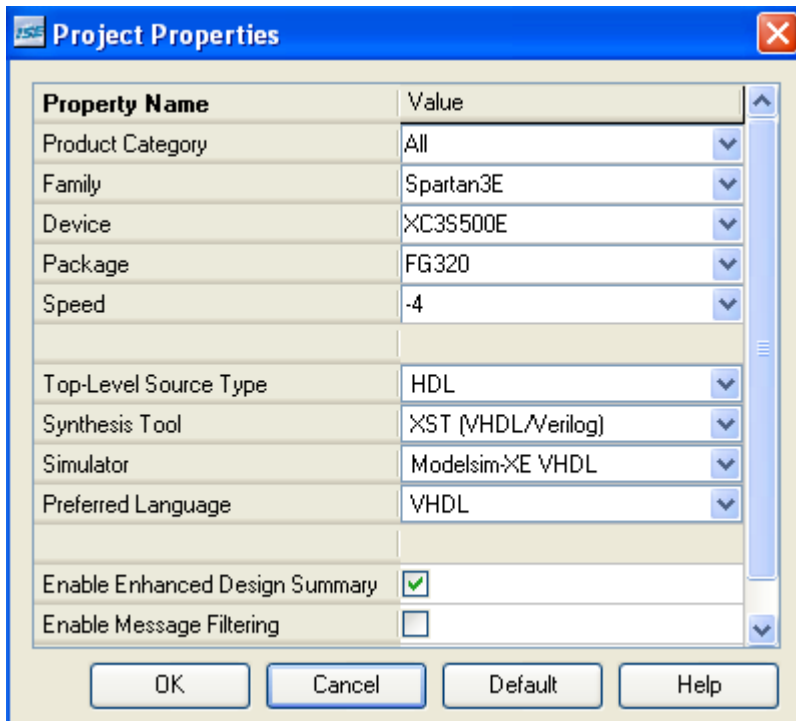 ISE Project Properties
Property Name Value
Product Category All
Family Spartan3E
Device XC3S500E
Package FG320
Speed -4
Top-Level Source Type HDL
Synthesis Tool XST (VHDL/Verilog)
Simulator Modelsim-XE VHDL
Preferred Language VHDL
Enable Enhanced Design Summary
Enable Message Filtering
OK Cancel Default Help